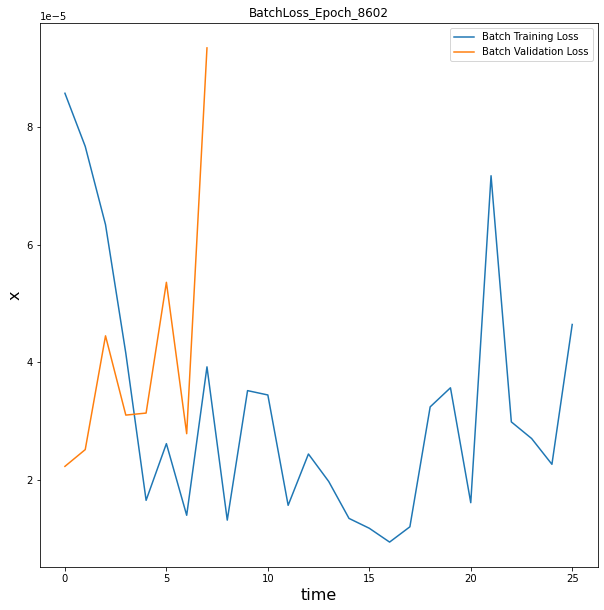 BatchLoss_Epoch_8602
1e−5
Batch Training Loss
Batch Validation Loss
8
6
4
2
x
0 5 10 15 20 25
time